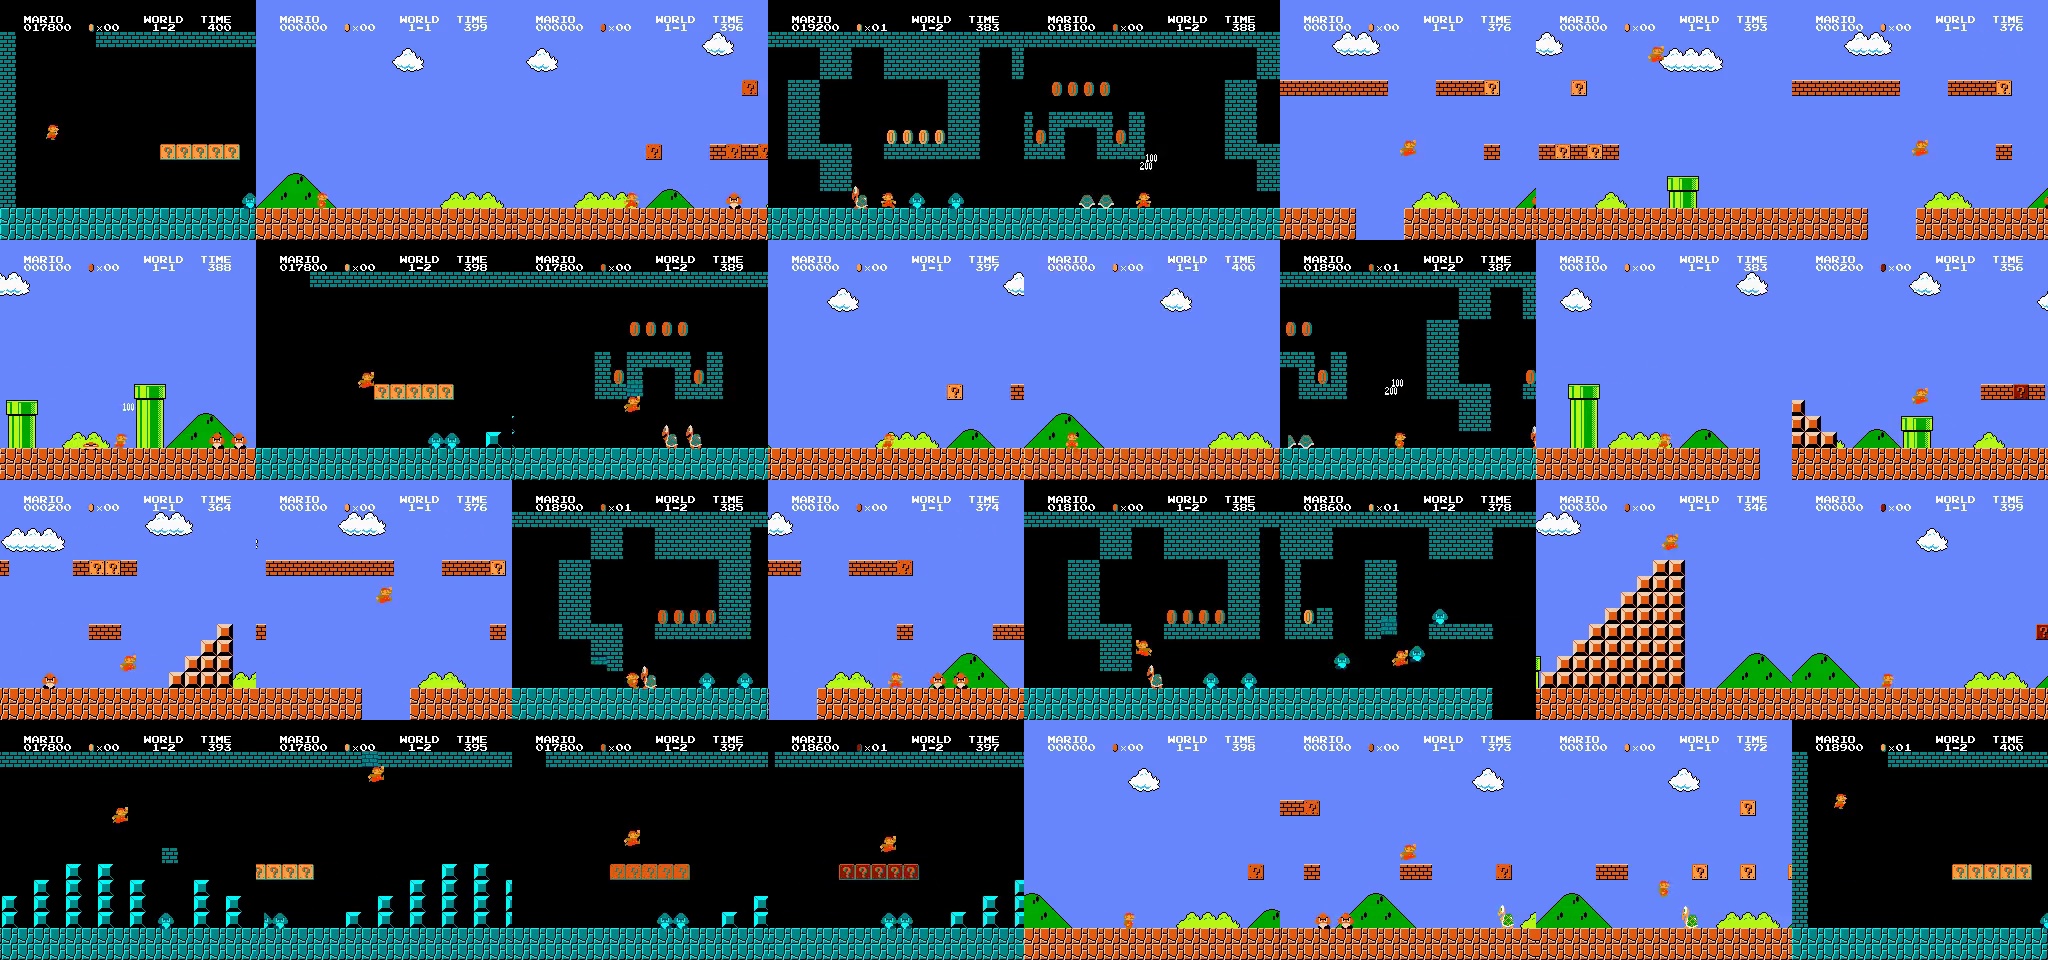 MARIO WORLD TIME
017800 ×00 1-2 400
MARIO WORLD TIME
000000 ×00 1-1 399
MARIO WORLD TIME
000000 ×00 1-1 396
MARIO WORLD TIME
019200 ×01 1-2 383
MARIO WORLD TIME
018100 ×00 1-2 388
100
200
MARIO WORLD TIME
000100 ×00 1-1 376
MARIO WORLD TIME
000000 ×00 1-1 393
MARIO WORLD TIME
000100 ×00 1-1 376
MARIO WORLD TIME
000100 ×00 1-1 388
100
MARIO WORLD TIME
017800 ×00 1-2 398
MARIO WORLD TIME
017800 ×00 1-2 389
MARIO WORLD TIME
000000 ×00 1-1 397
MARIO WORLD TIME
000000 ×00 1-1 400
MARIO WORLD TIME
018900 ×01 1-2 387
100
200
MARIO WORLD TIME
000100 ×00 1-1 383
MARIO WORLD TIME
000200 ×00 1-1 356
MARIO WORLD TIME
000200 ×00 1-1 364
MARIO WORLD TIME
000100 ×00 1-1 376
MARIO WORLD TIME
018900 ×01 1-2 385
MARIO WORLD TIME
000100 ×00 1-1 374
MARIO WORLD TIME
018100 ×00 1-2 385
MARIO WORLD TIME
018600 ×01 1-2 378
MARIO WORLD TIME
000300 ×00 1-1 346
MARIO WORLD TIME
000000 ×00 1-1 399
MARIO WORLD TIME
017800 ×00 1-2 393
MARIO WORLD TIME
017800 ×00 1-2 395
MARIO WORLD TIME
017800 ×00 1-2 397
MARIO WORLD TIME
018600 ×01 1-2 397
MARIO WORLD TIME
000000 ×00 1-1 398
MARIO WORLD TIME
000100 ×00 1-1 373
MARIO WORLD TIME
000100 ×00 1-1 372
MARIO WORLD TIME
018900 ×01 1-2 400